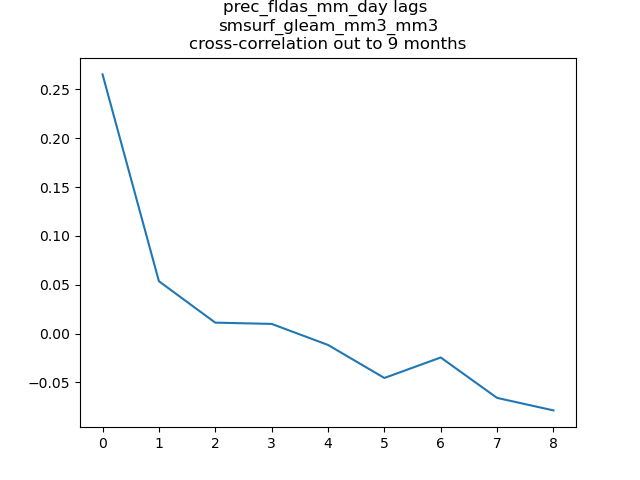 prec_fldas_mm_day lags
smsurf_gleam_mm3_mm3
cross-correlation out to 9 months
0.25
0.20
0.15
0.10
0.05
0.00
−0.05
0 1 2 3 4 5 6 7 8